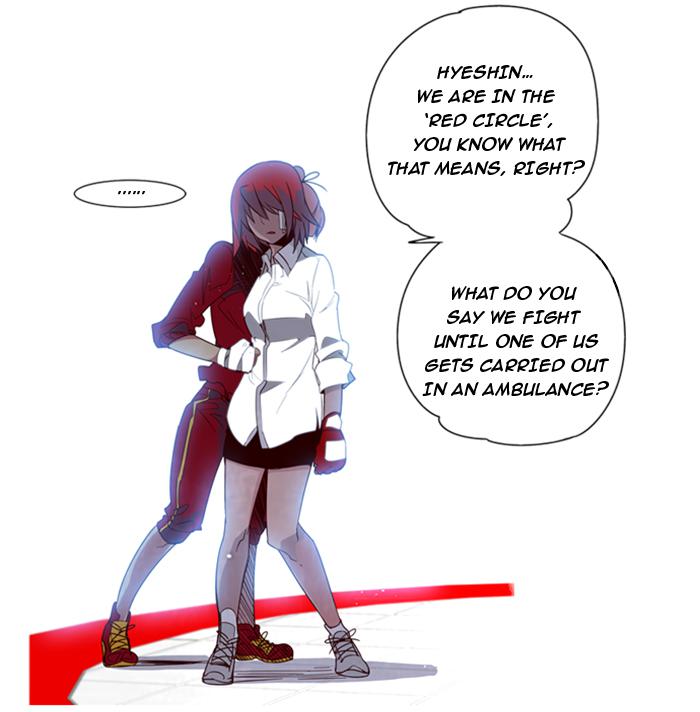 HYESHIN...
WE ARE IN THE
'RED CIRCLE',
YOU KNOW WHAT
THAT MEANS, RIGHT?
......
WHAT DO YOU
SAY WE FIGHT
UNTIL ONE OF US
GETS CARRIED OUT
IN AN AMBULANCE?